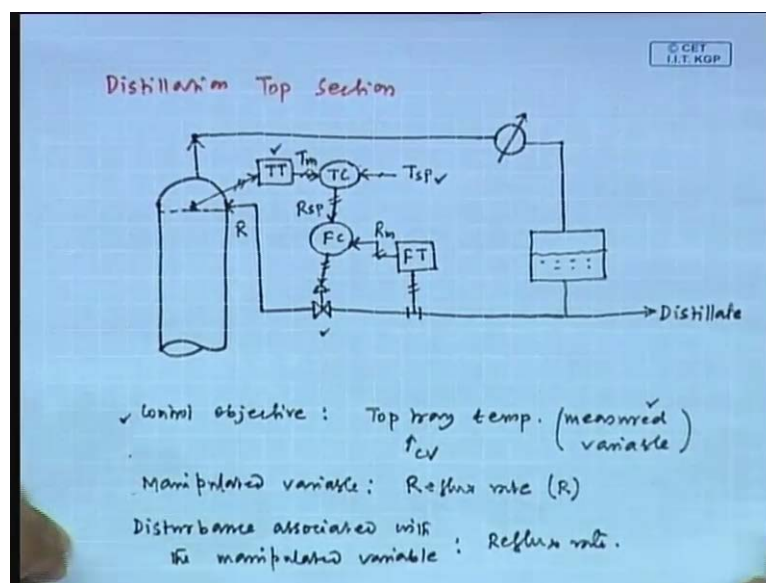 © CET
I.I.T. KGP
Distillation Top Section
TT
Tm
TC
Tsp
Rsp
R
FC
Rm
FT
Distillate
Control objective : Top tray temp. (measured variable)
CV
Manipulated variable : Reflux rate (R)
Disturbance associated with
the manipulated variable : Reflux rate.